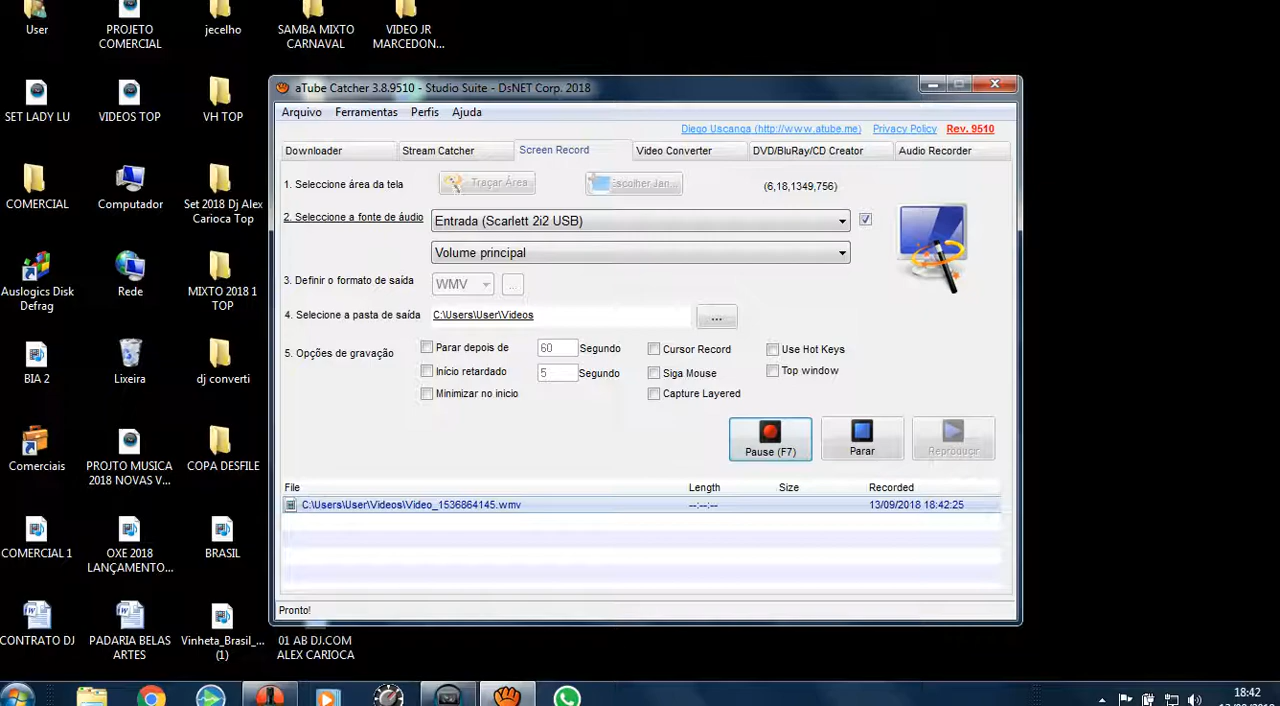 User
PROJETO
COMERCIAL
jecelho
SAMBA MIXTO
CARNAVAL
VIDEO JR
MARCEDON...
SET LADY LU
VIDEOS TOP
VH TOP
COMERCIAL
Computador
Set 2018 Dj Alex
Carioca Top
Auslogics Disk
Defrag
Rede
MIXTO 2018 1
TOP
BIA 2
Lixeira
dj converti
Comerciais
PROJTO MUSICA
2018 NOVAS V...
COPA DESFILE
COMERCIAL 1
OXE 2018
LANÇAMENTO...
BRASIL
CONTRATO DJ
PADARIA BELAS
ARTES
Vinheta_Brasil_...
(1)
01 AB DJ.COM
ALEX CARIOCA
aTube Catcher 3.8.9510 - Studio Suite - DsNET Corp. 2018
Arquivo Ferramentas Perfis Ajuda
Diego Uscanga (http://www.atube.me) Privacy Policy Rev. 9510
Downloader Stream Catcher Screen Record Video Converter DVD/BluRay/CD Creator Audio Recorder
1. Seleccione área da tela Traçar Área Escolher Jan... (6,18,1349,756)
2. Seleccione a fonte de áudio Entrada (Scarlett 2i2 USB)
Volume principal
3. Definir o formato de saída WMV ...
4. Selecione a pasta de saída C:\Users\User\Videos ...
5. Opções de gravação
Parar depois de 60 Segundo Cursor Record Use Hot Keys
Início retardado 5 Segundo Siga Mouse Top window
Minimizar no inicio Capture Layered
Pause (F7) Parar Reproducir
File Length Size Recorded
C:\Users\User\Videos\Video_1536864145.wmv --:--:-- 13/09/2018 18:42:25
Pronto!
18:42